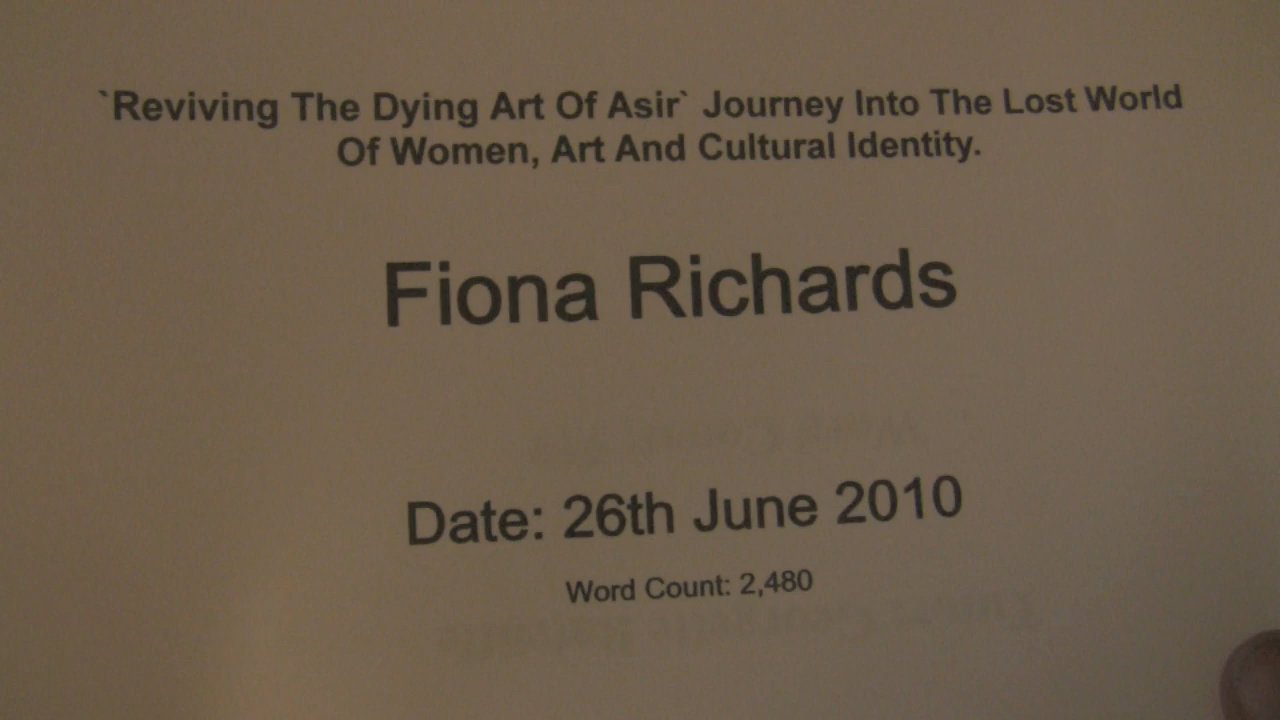 `Reviving The Dying Art Of Asir` Journey Into The Lost World
Of Women, Art And Cultural Identity.
Fiona Richards
Date: 26th June 2010
Word Count: 2,480